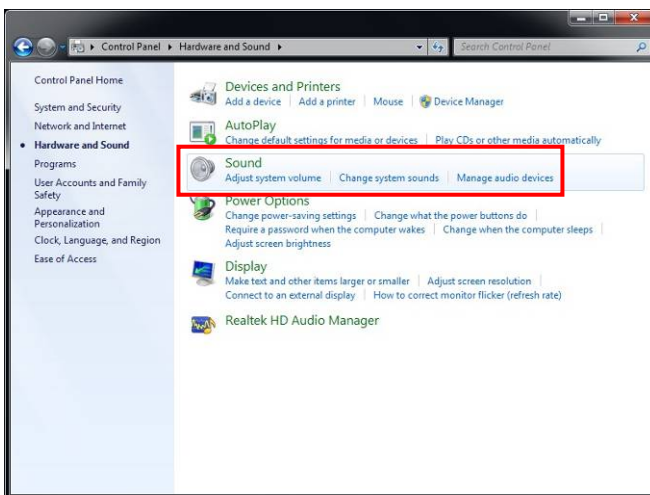 Control Panel ▸ Hardware and Sound ▸
Search Control Panel
Control Panel Home
System and Security
Network and Internet
Hardware and Sound
Programs
User Accounts and Family
Safety
Appearance and
Personalization
Clock, Language, and Region
Ease of Access
Devices and Printers
Add a device | Add a printer | Mouse | Device Manager
AutoPlay
Change default settings for media or devices | Play CDs or other media automatically
Sound
Adjust system volume | Change system sounds | Manage audio devices
Power Options
Change power-saving settings | Change what the power buttons do |
Require a password when the computer wakes | Change when the computer sleeps |
Adjust screen brightness
Display
Make text and other items larger or smaller | Adjust screen resolution |
Connect to an external display | How to correct monitor flicker (refresh rate)
Realtek HD Audio Manager